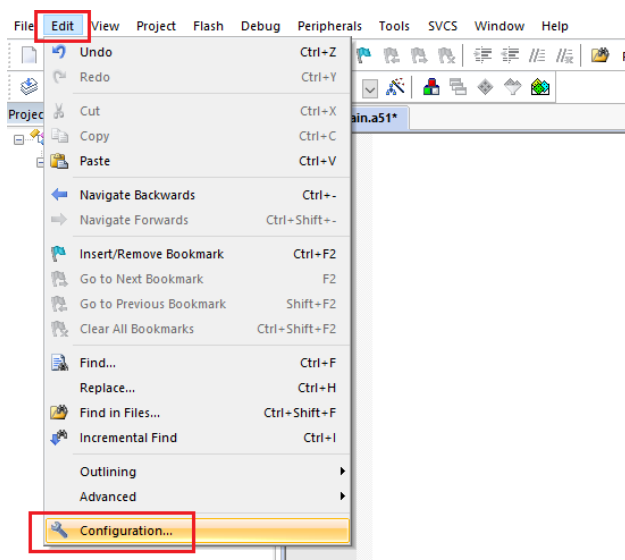 File Edit View Project Flash Debug Peripherals Tools SVCS Window Help
Undo Ctrl+Z
Redo Ctrl+Y
Projec
Cut Ctrl+X
ain.a51*
Copy Ctrl+C
Paste Ctrl+V
Navigate Backwards Ctrl+-
Navigate Forwards Ctrl+Shift+-
Insert/Remove Bookmark Ctrl+F2
Go to Next Bookmark F2
Go to Previous Bookmark Shift+F2
Clear All Bookmarks Ctrl+Shift+F2
Find... Ctrl+F
Replace... Ctrl+H
Find in Files... Ctrl+Shift+F
Incremental Find Ctrl+I
Outlining
Advanced
Configuration...